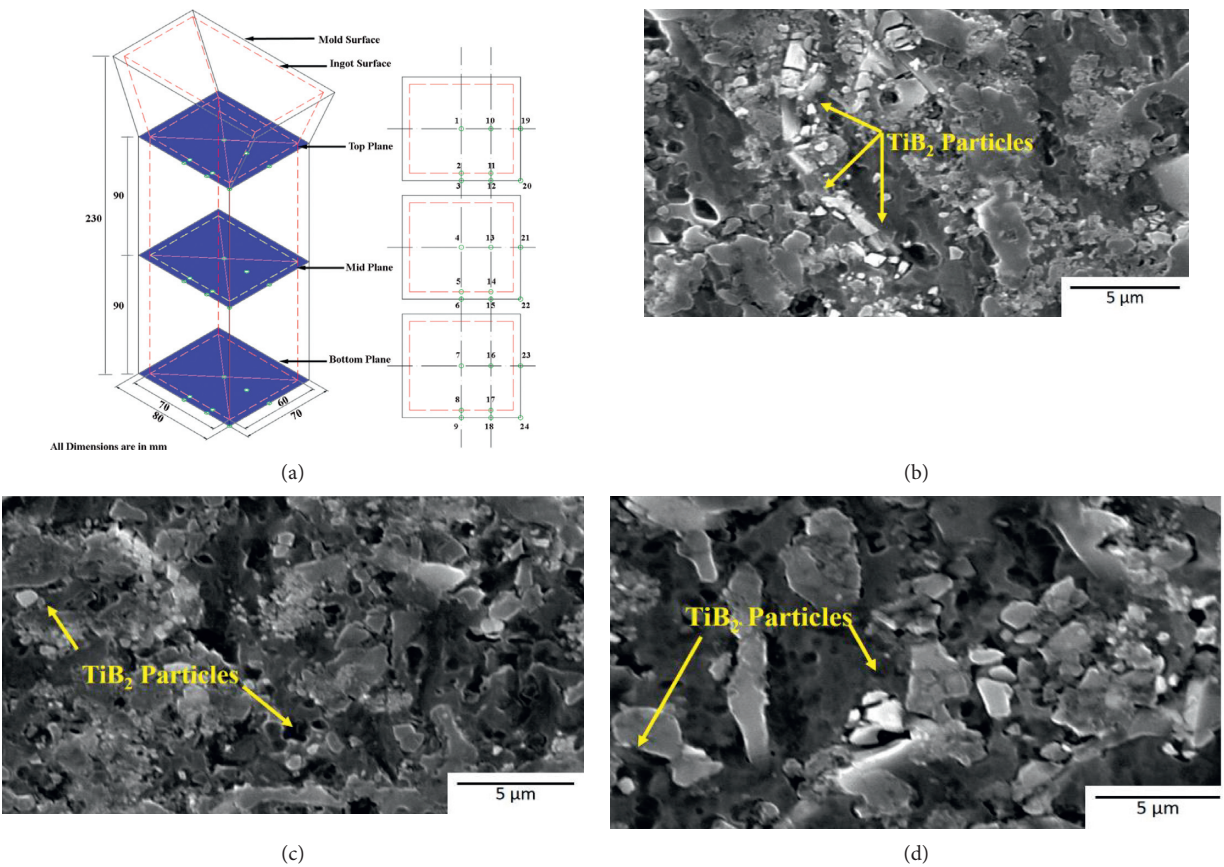 Mold Surface
Ingot Surface
Top Plane
Mid Plane
Bottom Plane
230
90
90
70
80
60
70
All Dimensions are in mm
1 10 19
2 11
3 12 20
4 13 21
5 14
6 15 22
7 16 23
8 17
9 18 24
(a)
TiB₂ Particles
5 µm
(b)
TiB₂ Particles
5 µm
(c)
TiB₂ Particles
5 µm
(d)